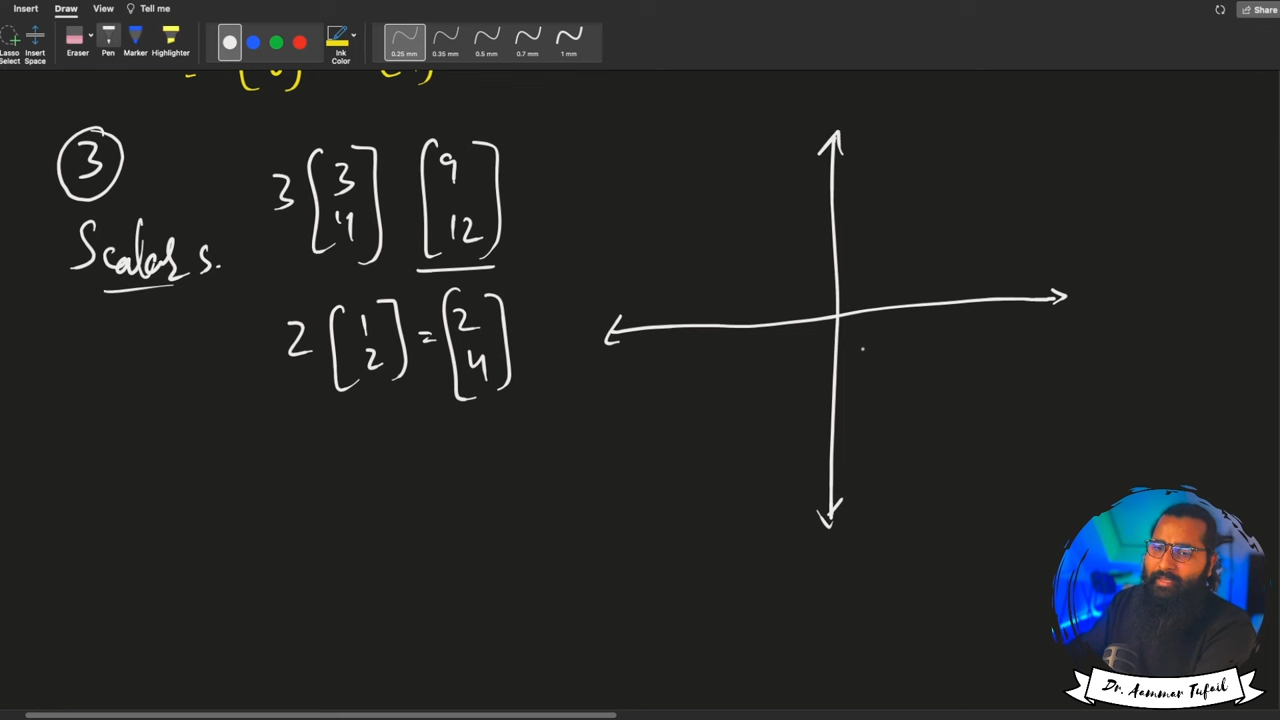 Insert Draw View Tell me Share
Lasso Select Insert Space Eraser Pen Marker Highlighter Ink Color 0.25 mm 0.35 mm 0.5 mm 0.7 mm 1 mm
3
Scalar s.
3 [3 4] [9 12]
2 [1 2] = [2 4]
Dr. Aammar Tufail